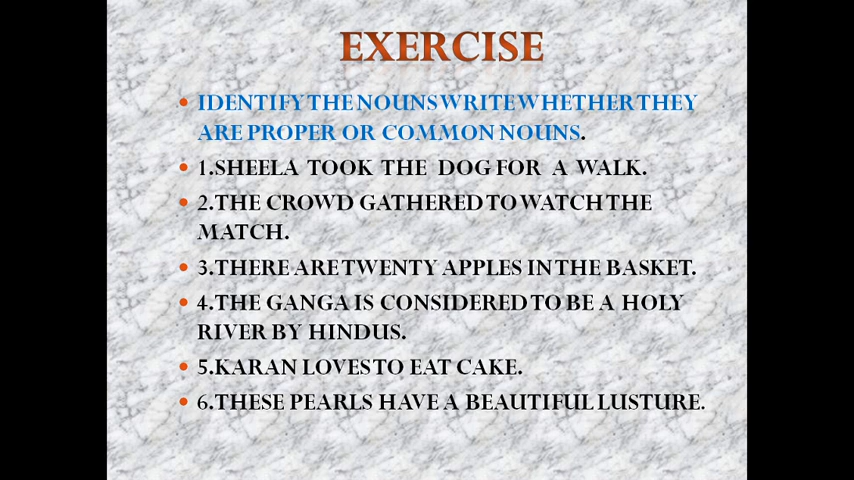 EXERCISE
• IDENTIFY THE NOUNS WRITE WHETHER THEY
ARE PROPER OR COMMON NOUNS.
• 1.SHEELA TOOK THE DOG FOR A WALK.
• 2.THE CROWD GATHERED TO WATCH THE
MATCH.
• 3.THERE ARE TWENTY APPLES IN THE BASKET.
• 4.THE GANGA IS CONSIDERED TO BE A HOLY
RIVER BY HINDUS.
• 5.KARAN LOVES TO EAT CAKE.
• 6.THESE PEARLS HAVE A BEAUTIFUL LUSTURE.